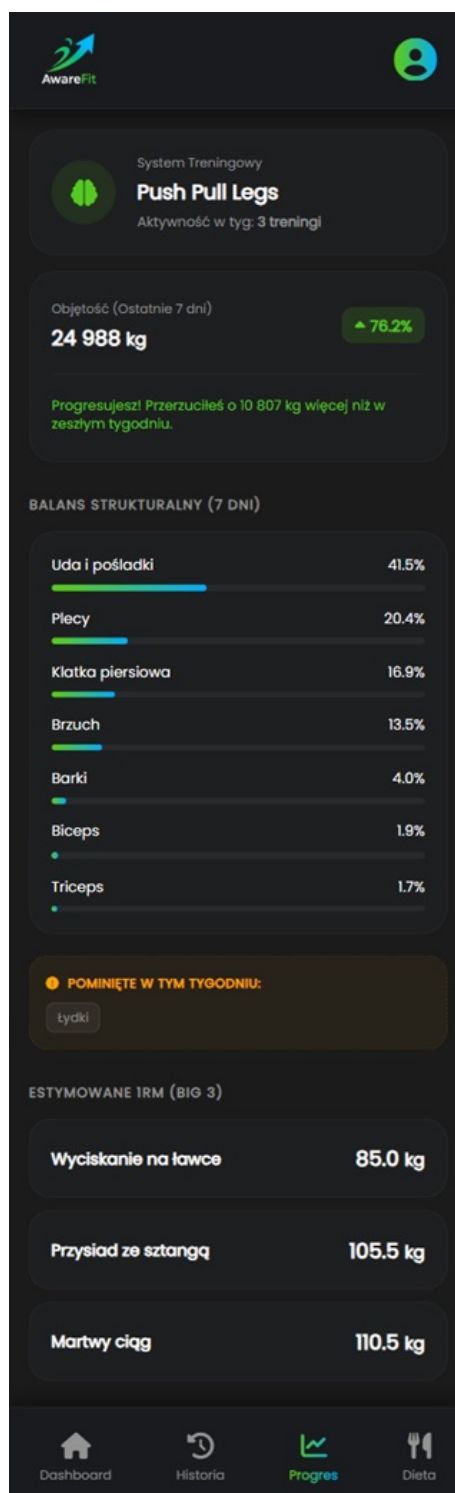 AwareFit
System Treningowy
Push Pull Legs
Aktywność w tyg: 3 treningi
Objętość (Ostatnie 7 dni)
24 988 kg
76.2%
Progresujesz! Przerzuciłeś o 10 807 kg więcej niż w
zeszłym tygodniu.
BALANS STRUKTURALNY (7 DNI)
Uda i pośladki 41.5%
Plecy 20.4%
Klatka piersiowa 16.9%
Brzuch 13.5%
Barki 4.0%
Biceps 1.9%
Triceps 1.7%
POMINIĘTE W TYM TYGODNIU:
Łydki
ESTYMOWANE 1RM (BIG 3)
Wyciskanie na ławce 85.0 kg
Przysiad ze sztangą 105.5 kg
Martwy ciąg 110.5 kg
Dashboard Historia Progres Dieta